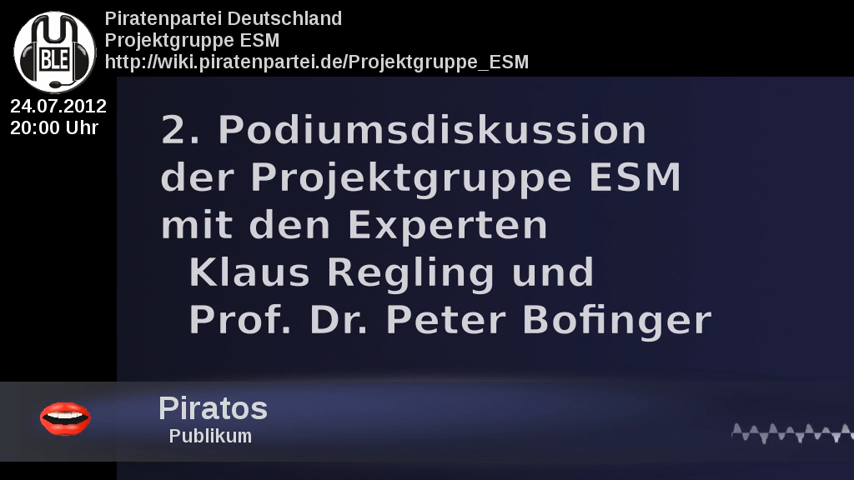 Piratenpartei Deutschland
Projektgruppe ESM
http://wiki.piratenpartei.de/Projektgruppe_ESM
BLE
24.07.2012
20:00 Uhr
2. Podiumsdiskussion
der Projektgruppe ESM
mit den Experten
Klaus Regling und
Prof. Dr. Peter Bofinger
Piratos
Publikum